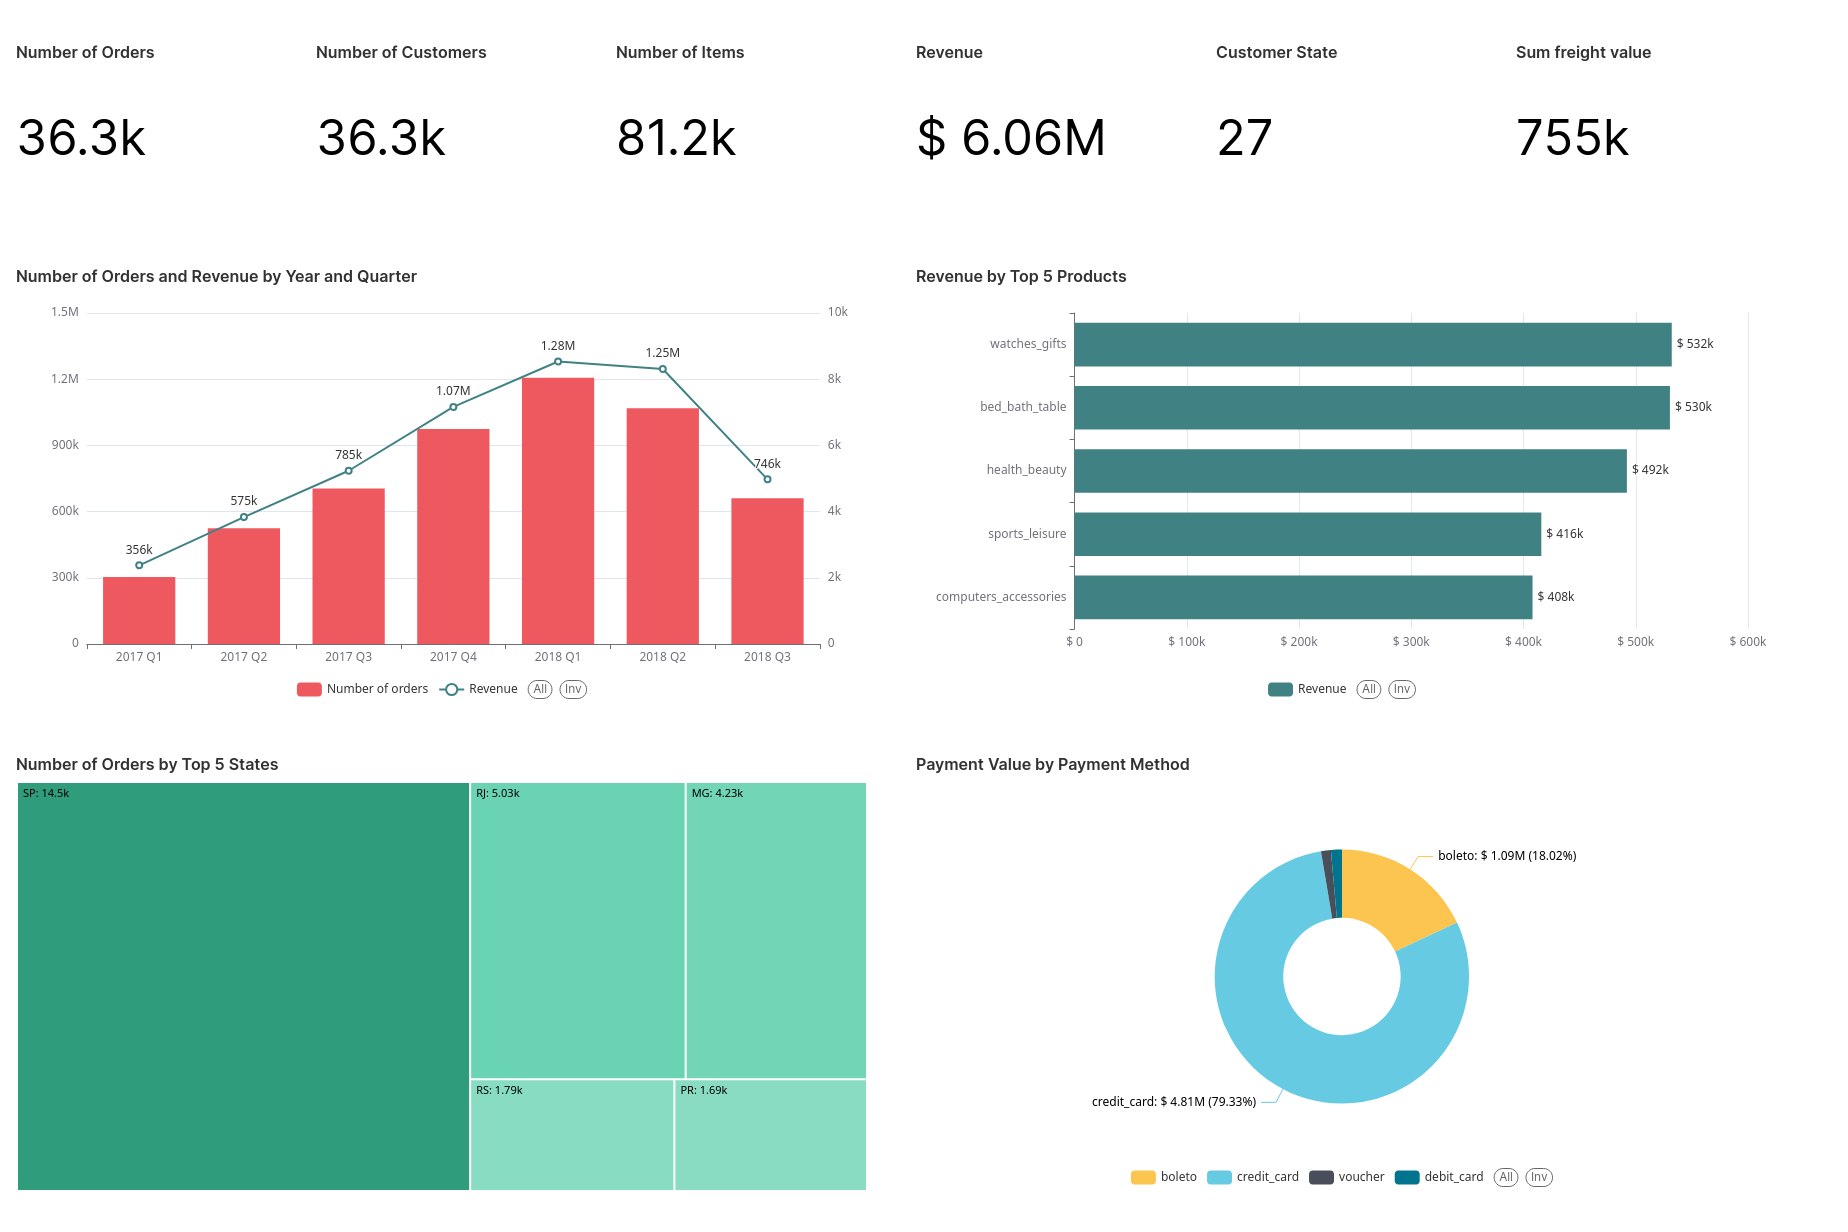 Number of Orders
Number of Customers
Number of Items
Revenue
Customer State
Sum freight value
36.3k
36.3k
81.2k
$ 6.06M
27
755k
Number of Orders and Revenue by Year and Quarter
1.5M
1.2M
900k
600k
300k
0
10k
8k
6k
4k
2k
0
356k
575k
785k
1.07M
1.28M
1.25M
746k
2017 Q1
2017 Q2
2017 Q3
2017 Q4
2018 Q1
2018 Q2
2018 Q3
Number of orders
Revenue
All
Inv
Revenue by Top 5 Products
watches_gifts
$ 532k
bed_bath_table
$ 530k
health_beauty
$ 492k
sports_leisure
$ 416k
computers_accessories
$ 408k
$ 0
$ 100k
$ 200k
$ 300k
$ 400k
$ 500k
$ 600k
Revenue
All
Inv
Number of Orders by Top 5 States
SP: 14.5k
RJ: 5.03k
MG: 4.23k
RS: 1.79k
PR: 1.69k
Payment Value by Payment Method
boleto: $ 1.09M (18.02%)
credit_card: $ 4.81M (79.33%)
boleto
credit_card
voucher
debit_card
All
Inv